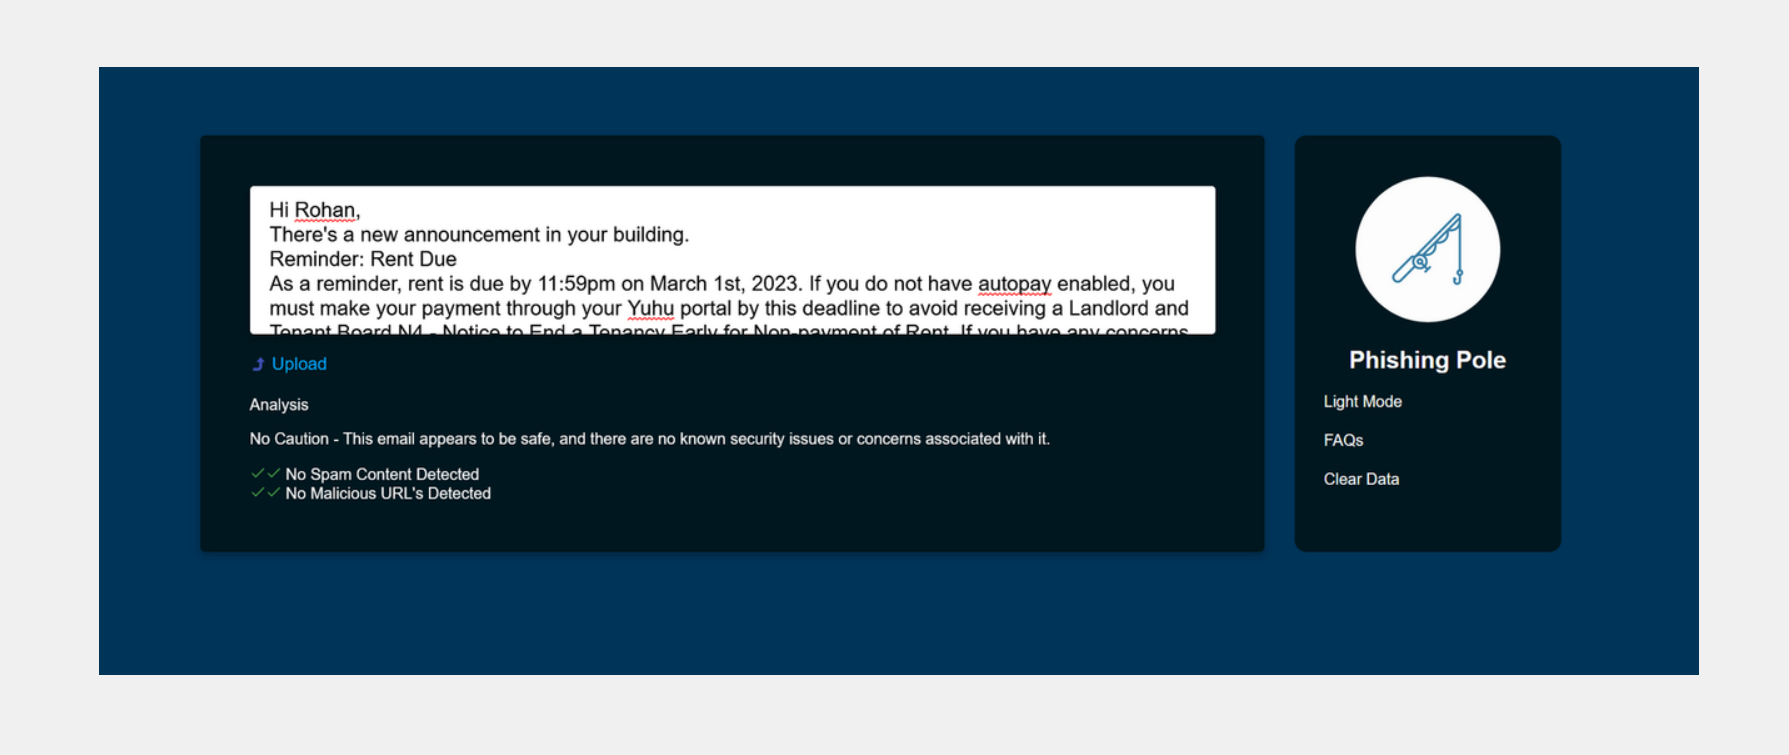 Hi Rohan,
There's a new announcement in your building.
Reminder: Rent Due
As a reminder, rent is due by 11:59pm on March 1st, 2023. If you do not have autopay enabled, you
must make your payment through your Yuhu portal by this deadline to avoid receiving a Landlord and
Tenant Board N4 - Notice to End a Tenancy Early for Non-payment of Rent. If you have any concerns
Upload
Analysis
No Caution - This email appears to be safe, and there are no known security issues or concerns associated with it.
No Spam Content Detected
No Malicious URL's Detected
Phishing Pole
Light Mode
FAQs
Clear Data